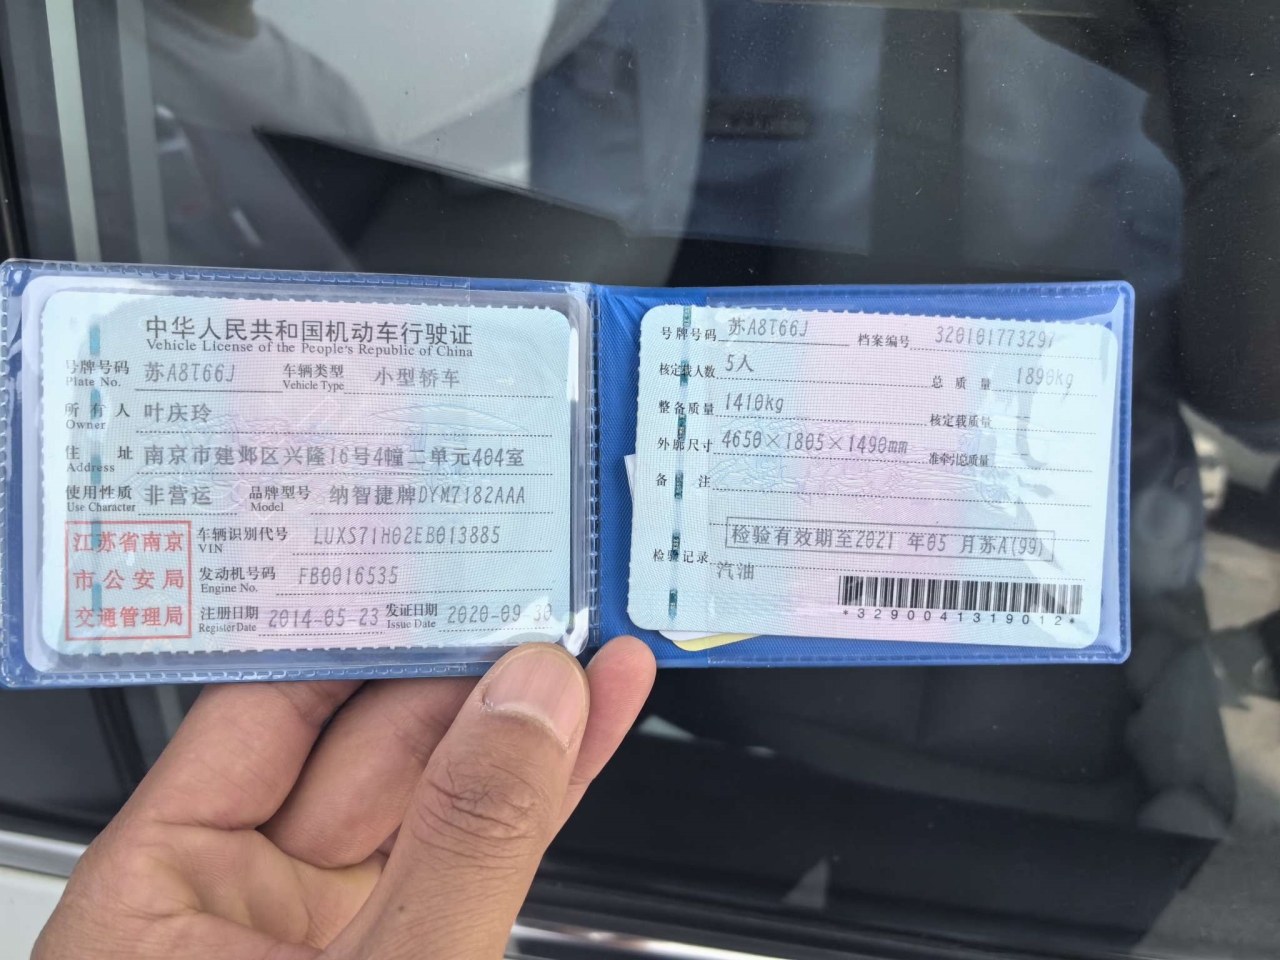 中华人民共和国机动车行驶证
Vehicle License of the People's Republic of China
号牌号码 苏A8T66J 车辆类型 小型轿车
Plate No. Vehicle Type
所有人 叶庆玲
Owner
住址 南京市建邺区兴隆16号4幢二单元404室
Address
使用性质 非营运 品牌型号 纳智捷牌DYM7182AAA
Use Character Model
江苏省南京
市公安局
交通管理局
车辆识别代号 LUXS71H02EB013885
VIN
发动机号码 FB0016535
Engine No.
注册日期 2014-05-23 发证日期 2020-09-30
Register Date Issue Date
号牌号码 苏A8T66J 档案编号 320101773297
核定载人数 5人 总质量 1890kg
整备质量 1410kg 核定载质量
外廓尺寸 4650×1805×1490mm 准牵引总质量
备注
检验有效期至2021 年05 月苏A(99)
检验记录
汽油
*3290041319012*